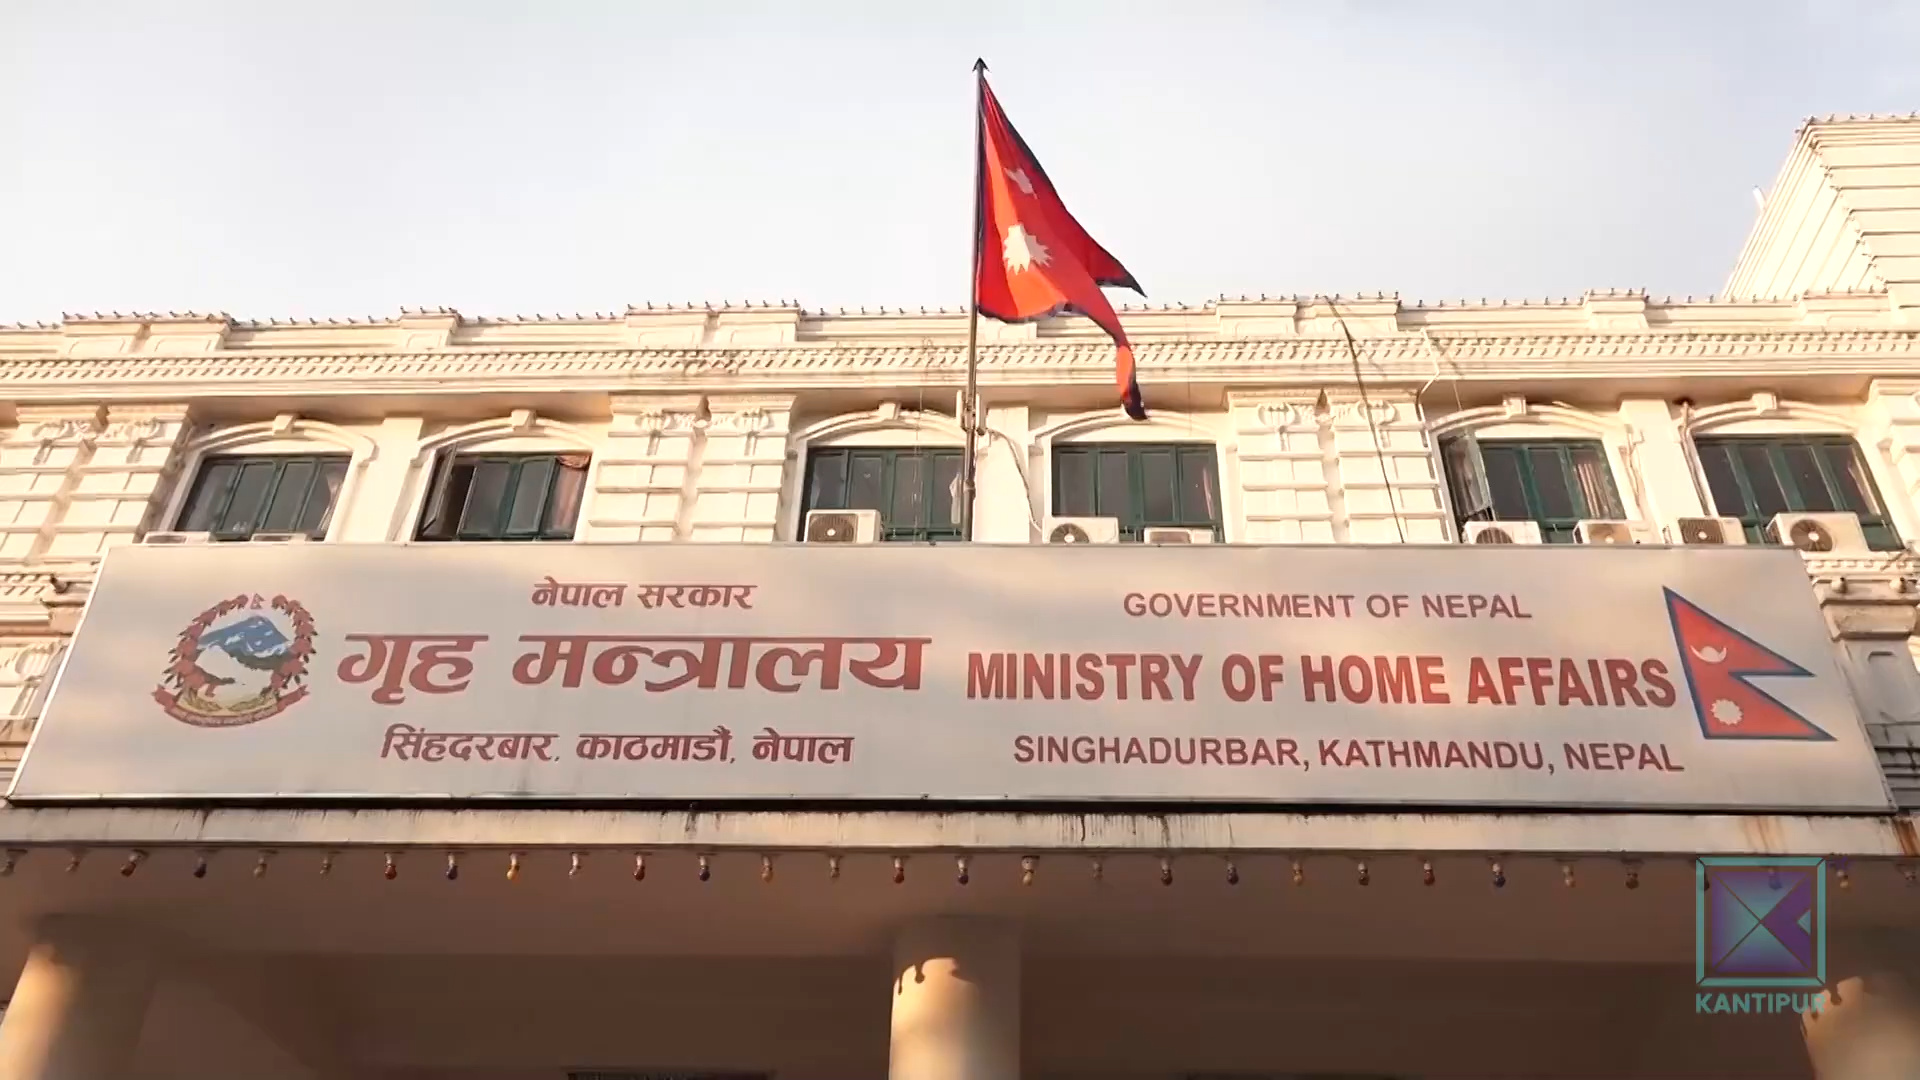 नेपाल सरकार
गृह मन्त्रालय
सिंहदरबार, काठमाडौं, नेपाल
GOVERNMENT OF NEPAL
MINISTRY OF HOME AFFAIRS
SINGHADURBAR, KATHMANDU, NEPAL
KANTIPUR